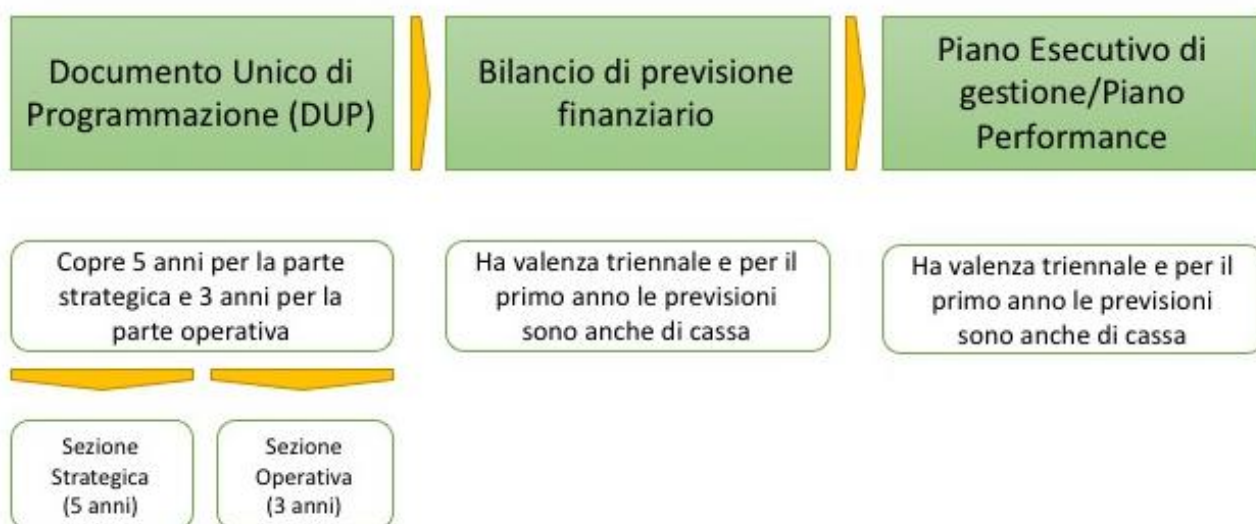 Documento Unico di
Programmazione (DUP)
Bilancio di previsione
finanziario
Piano Esecutivo di
gestione/Piano
Performance
Copre 5 anni per la parte
strategica e 3 anni per la
parte operativa
Ha valenza triennale e per il
primo anno le previsioni
sono anche di cassa
Ha valenza triennale e per il
primo anno le previsioni
sono anche di cassa
Sezione
Strategica
(5 anni)
Sezione
Operativa
(3 anni)